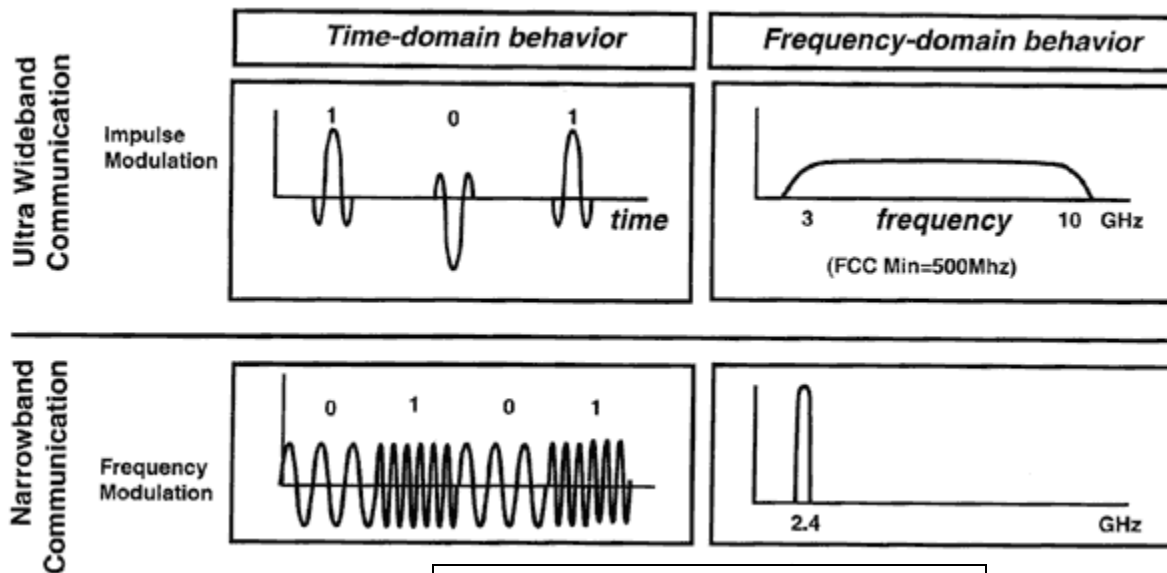 Time-domain behavior
Frequency-domain behavior
Ultra Wideband
Communication
Impulse
Modulation
1 0 1
time
3 frequency 10 GHz
(FCC Min=500Mhz)
Narrowband
Communication
Frequency
Modulation
0 1 0 1
2.4 GHz